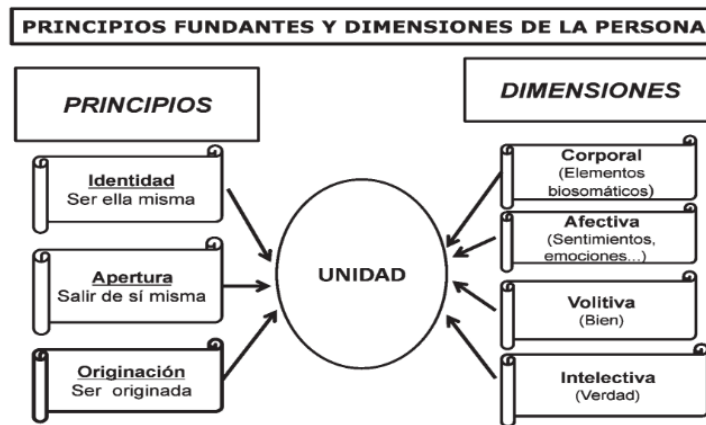 PRINCIPIOS FUNDANTES Y DIMENSIONES DE LA PERSONA
PRINCIPIOS
Identidad
Ser ella misma
Apertura
Salir de sí misma
Originación
Ser originada
UNIDAD
DIMENSIONES
Corporal
(Elementos
biosomáticos)
Afectiva
(Sentimientos,
emociones...)
Volitiva
(Bien)
Intelectiva
(Verdad)